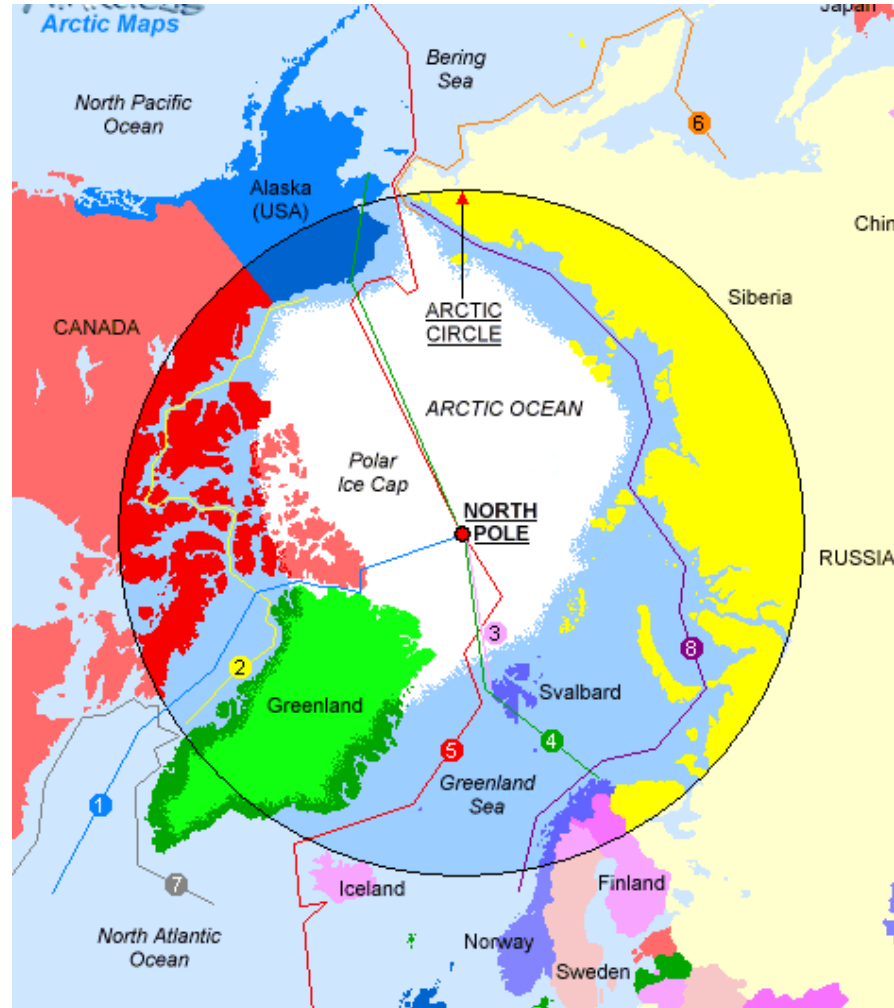 Arctic Maps
Japan
Bering
Sea
North Pacific
Ocean
6
Alaska
(USA)
Siberia
ARCTIC
CIRCLE
CANADA
ARCTIC OCEAN
Polar
Ice Cap
NORTH
POLE
RUSSIA
3
8
2
Svalbard
Greenland
4
5
Greenland
Sea
1
7
Iceland
Finland
North Atlantic
Ocean
Norway
Sweden